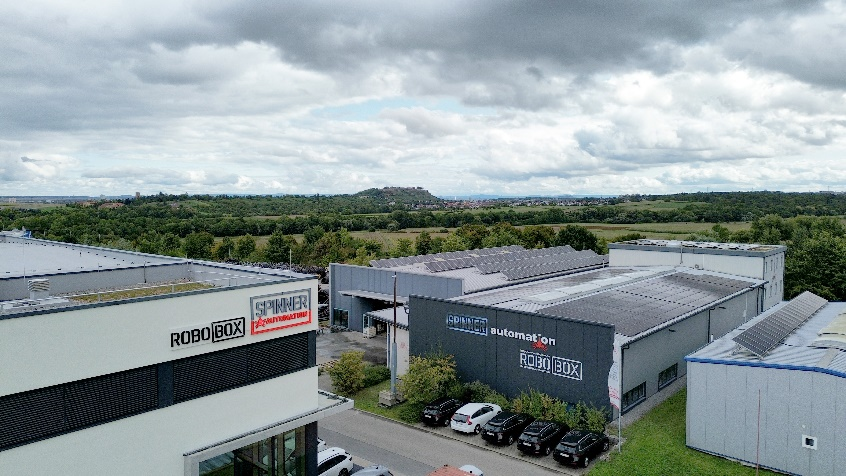 ROBO BOX
SPINNER
AUTOMATION
SPINNER automation
ROBO BOX